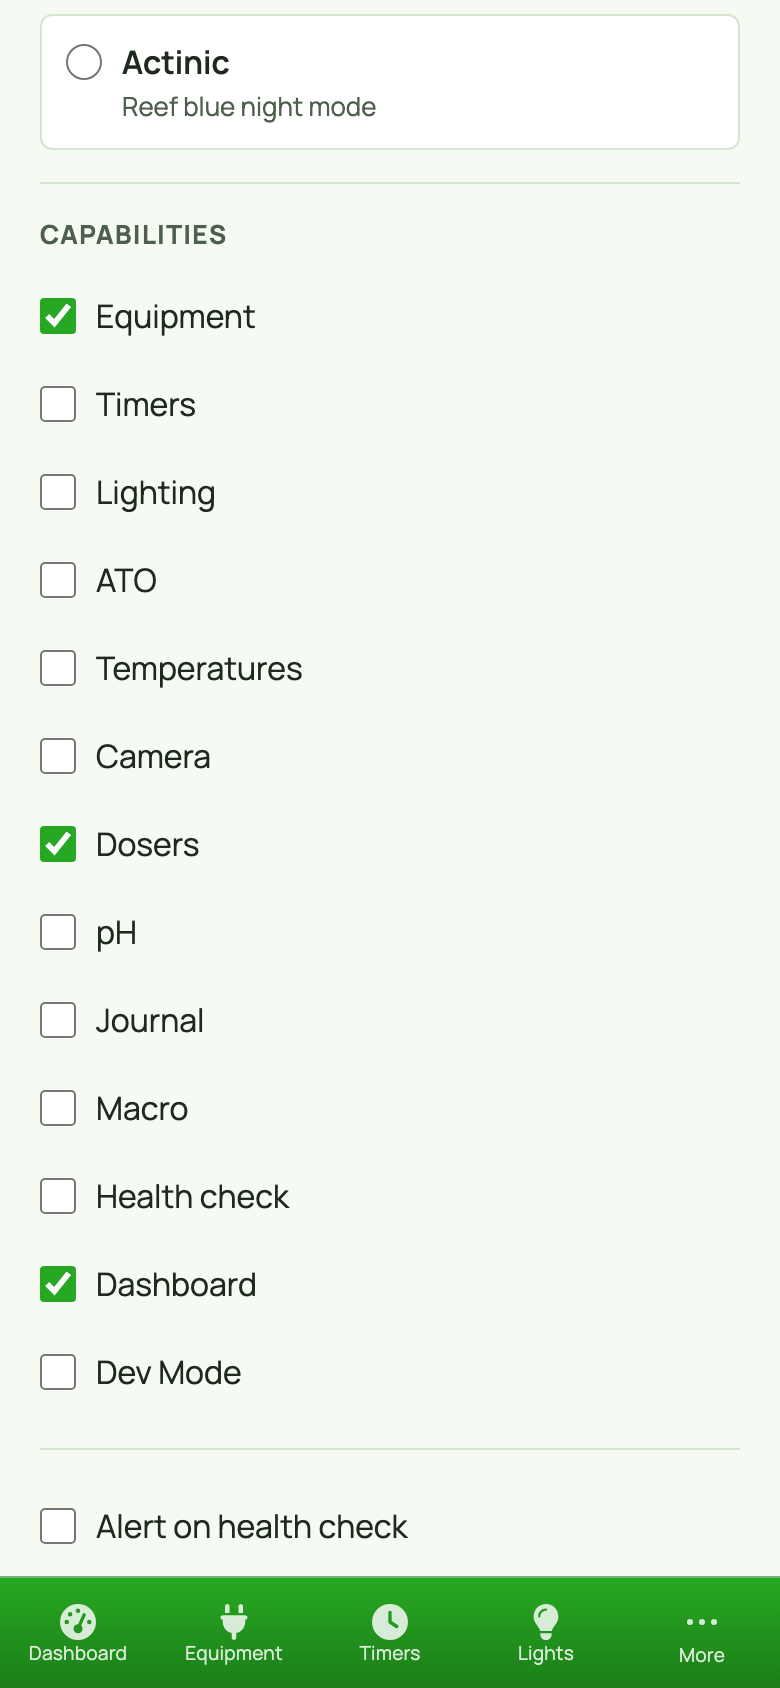 Actinic
Reef blue night mode
CAPABILITIES
Equipment
Timers
Lighting
ATO
Temperatures
Camera
Dosers
pH
Journal
Macro
Health check
Dashboard
Dev Mode
Alert on health check
Dashboard
Equipment
Timers
Lights
More